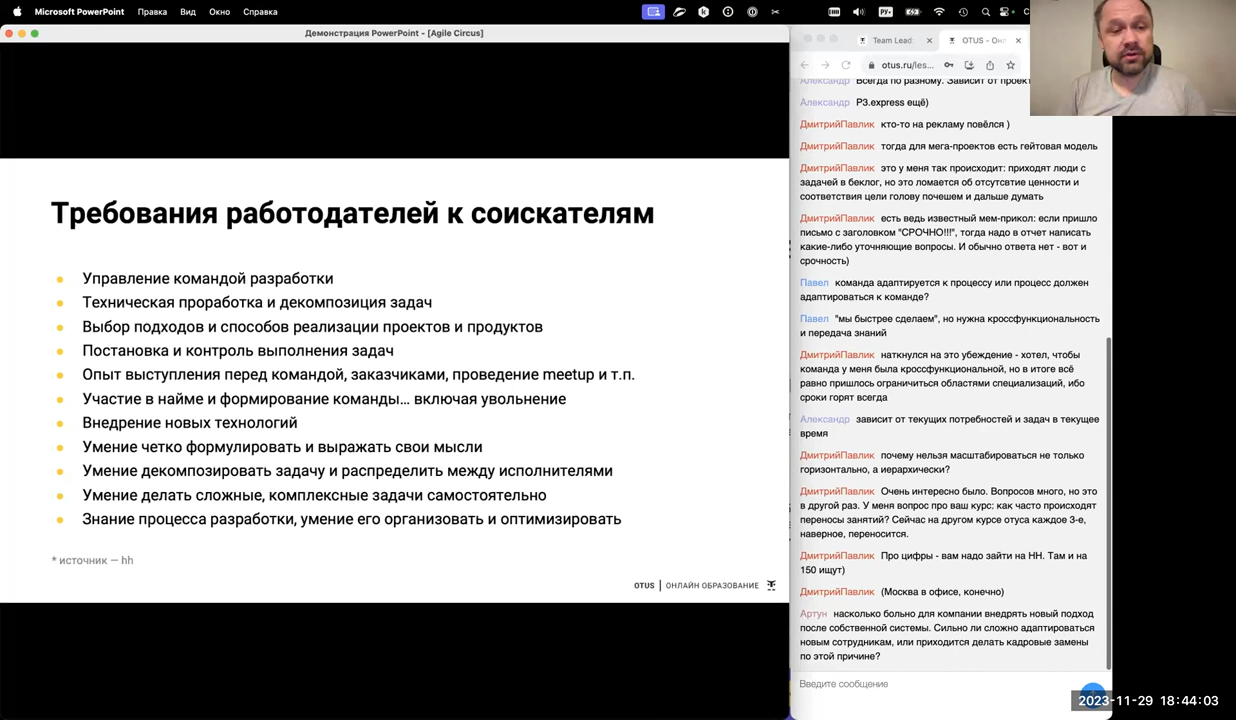 Microsoft PowerPoint Правка Вид Окно Справка
Демонстрация PowerPoint - [Agile Circus]
Требования работодателей к соискателям
Управление командой разработки
Техническая проработка и декомпозиция задач
Выбор подходов и способов реализации проектов и продуктов
Постановка и контроль выполнения задач
Опыт выступления перед командой, заказчиками, проведение meetup и т.п.
Участие в найме и формирование команды... включая увольнение
Внедрение новых технологий
Умение четко формулировать и выражать свои мысли
Умение декомпозировать задачу и распределить между исполнителями
Умение делать сложные, комплексные задачи самостоятельно
Знание процесса разработки, умение его организовать и оптимизировать
* источник — hh
OTUS | ОНЛАЙН ОБРАЗОВАНИЕ
Team Lead:
OTUS - Онл
otus.ru/les...
Александр Всегда по разному. Зависит от проект
Александр P3.express ещё)
ДмитрийПавлик кто-то на рекламу повёлся )
ДмитрийПавлик тогда для мега-проектов есть гейтовая модель
ДмитрийПавлик это у меня так происходит: приходят люди с
задачей в беклог, но это ломается об отсутсвтие ценности и
соответствия цели голову почешем и дальше думать
ДмитрийПавлик есть ведь известный мем-прикол: если пришло
письмо с заголовком "СРОЧНО!!!", тогда надо в отчет написать
какие-либо уточняющие вопросы. И обычно ответа нет - вот и
срочность)
Павел команда адаптируется к процессу или процесс должен
адаптироваться к команде?
Павел "мы быстрее сделаем", но нужна кроссфункциональность
и передача знаний
ДмитрийПавлик наткнулся на это убеждение - хотел, чтобы
команда у меня была кроссфункциональной, но в итоге всё
равно пришлось ограничиться областями специализаций, ибо
сроки горят всегда
Александр зависит от текущих потребностей и задач в текущее
время
ДмитрийПавлик почему нельзя масштабироваться не только
горизонтально, а иерархически?
ДмитрийПавлик Очень интересно было. Вопросов много, но это
в другой раз. У меня вопрос про ваш курс: как часто происходят
переносы занятий? Сейчас на другом курсе отуса каждое 3-е,
наверное, переносится.
ДмитрийПавлик Про цифры - вам надо зайти на HH. Там и на
150 ищут)
ДмитрийПавлик (Москва в офисе, конечно)
Артун насколько больно для компании внедрять новый подход
после собственной системы. Сильно ли сложно адаптироваться
новым сотрудникам, или приходится делать кадровые замены
по этой причине?
Введите сообщение
2023-11-29 18:44:03